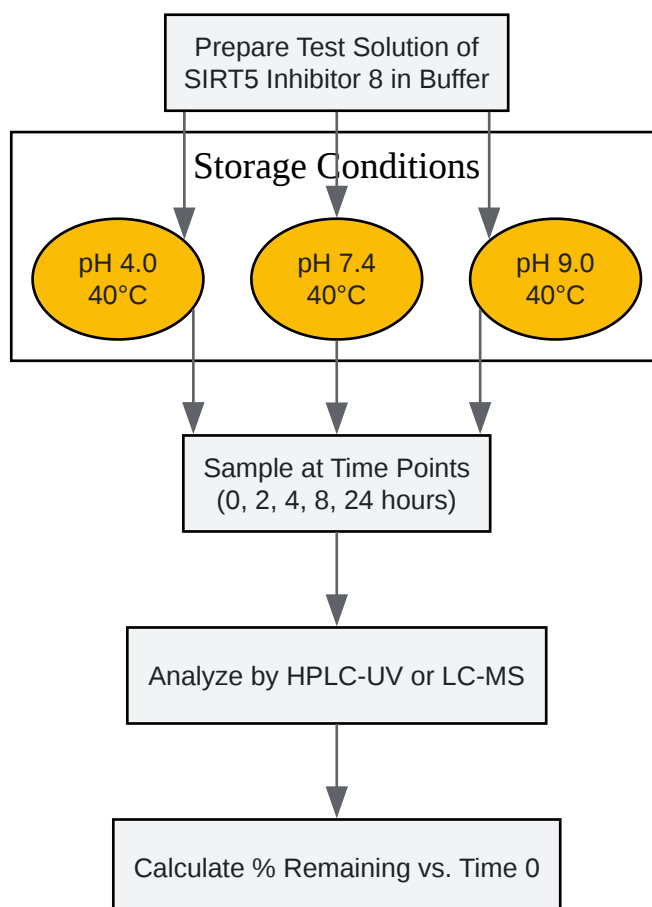 Prepare Test Solution of
SIRT5 Inhibitor 8 in Buffer
Storage Conditions
pH 4.0
40°C
pH 7.4
40°C
pH 9.0
40°C
Sample at Time Points
(0, 2, 4, 8, 24 hours)
Analyze by HPLC-UV or LC-MS
Calculate % Remaining vs. Time 0